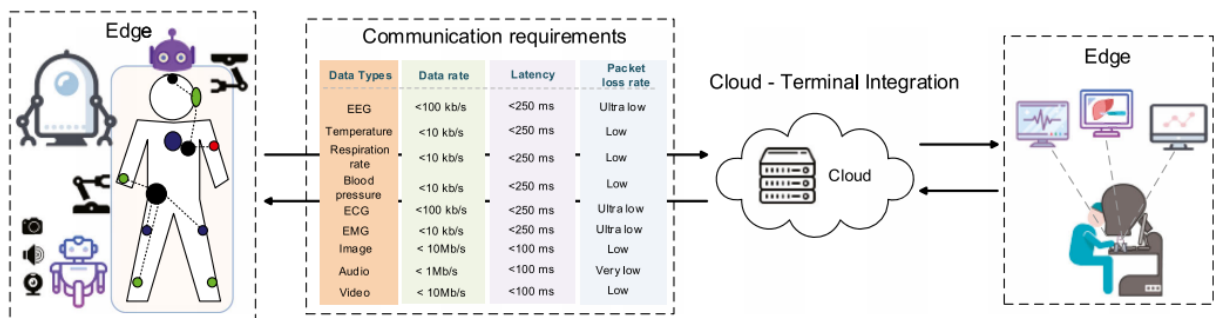 Edge
Communication requirements
Data Types Data rate Latency Packet
loss rate
EEG <100 kb/s <250 ms Ultra low
Temperature <10 kb/s <250 ms Low
Respiration
rate <10 kb/s <250 ms Low
Blood
pressure <10 kb/s <250 ms Low
ECG <100 kb/s <250 ms Ultra low
EMG <10 kb/s <250 ms Ultra low
Image < 10Mb/s <100 ms Low
Audio < 1Mb/s <100 ms Very low
Video < 10Mb/s <100 ms Low
Cloud - Terminal Integration
Cloud
Edge